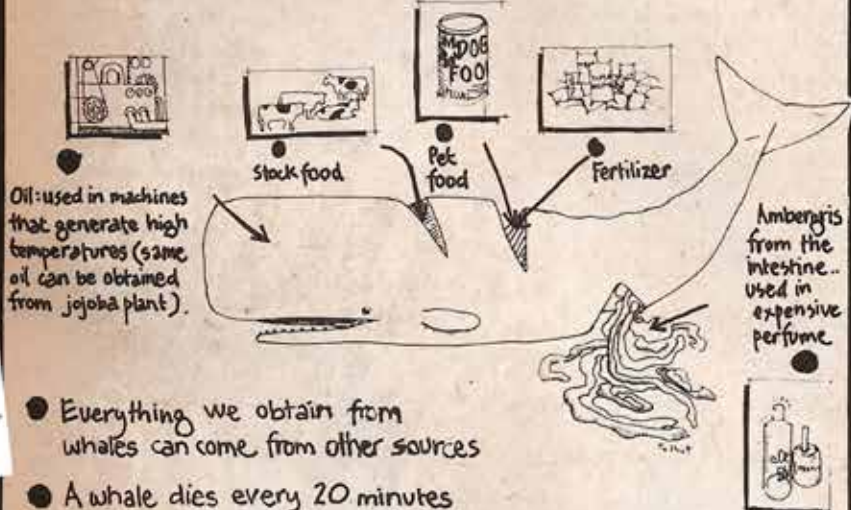 DOG
FOOD
Stock food
Pet
food
Fertilizer
Oil: used in machines
that generate high
temperatures (same
oil can be obtained
from jojoba plant).
Ambergris
from the
intestine..
used in
expensive
perfume
● Everything we obtain from
whales can come from other sources
● A whale dies every 20 minutes